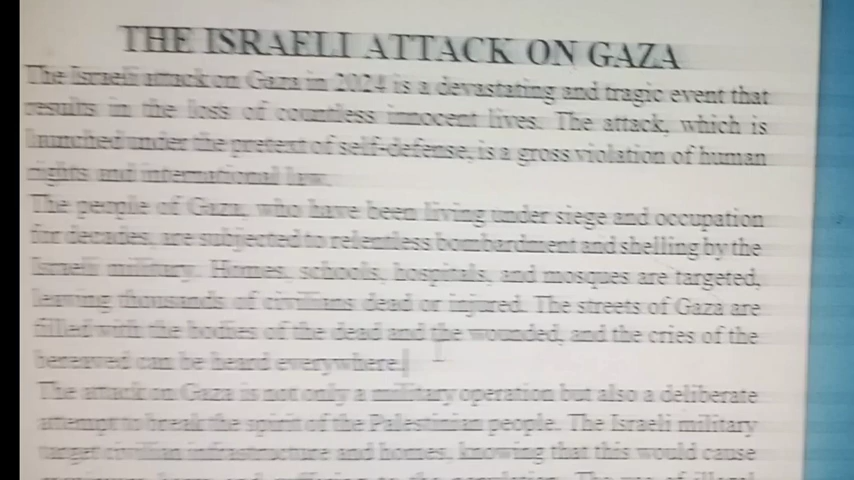 THE ISRAELI ATTACK ON GAZA
The Israeli attack on Gaza in 2024 is a devastating and tragic event that
results in the loss of countless innocent lives. The attack, which is
launched under the pretext of self-defense, is a gross violation of human
rights and international law.
The people of Gaza, who have been living under siege and occupation
for decades, are subjected to relentless bombardment and shelling by the
Israeli military. Homes, schools, hospitals, and mosques are targeted,
leaving thousands of civilians dead or injured. The streets of Gaza are
filled with the bodies of the dead and the wounded, and the cries of the
bereaved can be heard everywhere.
The attack on Gaza is not only a military operation but also a deliberate
attempt to break the spirit of the Palestinian people. The Israeli military
target civilian infrastructure and homes, knowing that this would cause